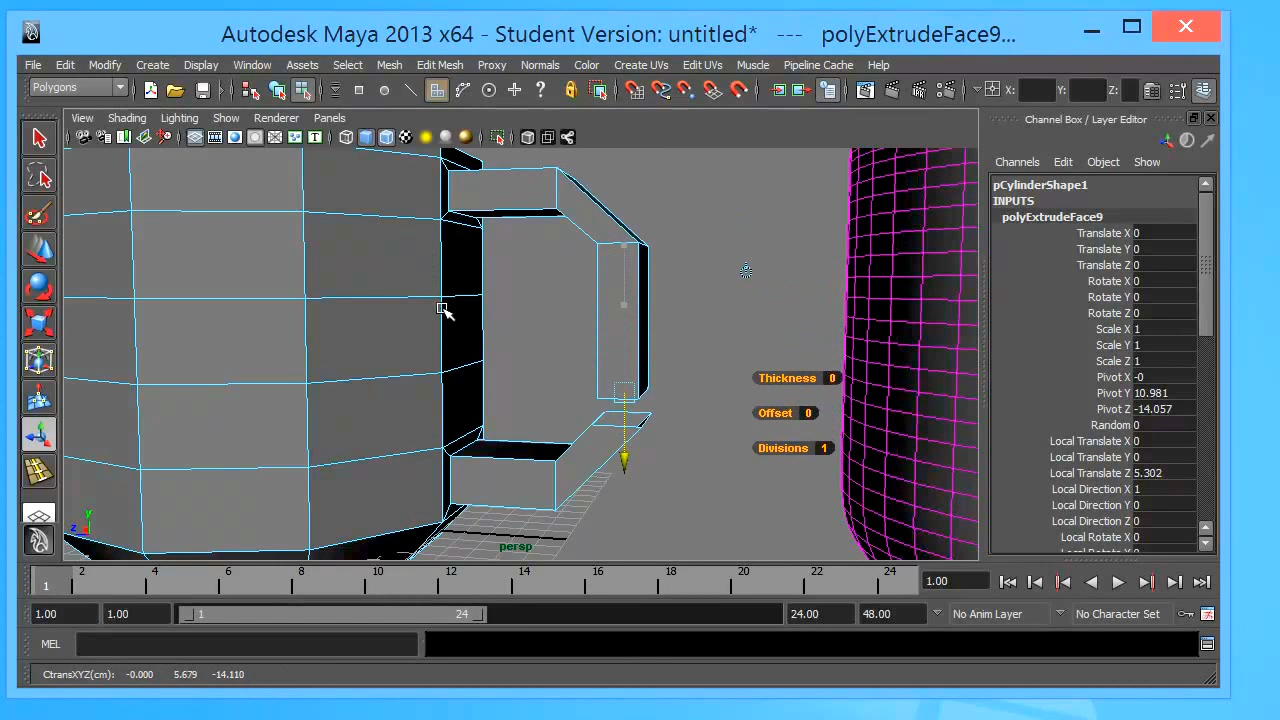 Autodesk Maya 2013 x64 - Student Version: untitled*   ---   polyExtrudeFace9...
File Edit Modify Create Display Window Assets Select Mesh Edit Mesh Proxy Normals Color Create UVs Edit UVs Muscle Pipeline Cache Help
Polygons X: Y: Z:
View Shading Lighting Show Renderer Panels
Channel Box / Layer Editor
Channels Edit Object Show
pCylinderShape1
INPUTS
polyExtrudeFace9
Translate X 0
Translate Y 0
Translate Z 0
Rotate X 0
Rotate Y 0
Rotate Z 0
Scale X 1
Scale Y 1
Scale Z 1
Pivot X -0
Pivot Y 10.981
Pivot Z -14.057
Random 0
Local Translate X 0
Local Translate Y 0
Local Translate Z 5.302
Local Direction X 1
Local Direction Y 0
Local Direction Z 0
Local Rotate X 0
Local Rotate Y 0
Thickness 0
Offset 0
Divisions 1
y
z
persp
1 2 4 6 8 10 12 14 16 18 20 22 24 1.00
1.00 1.00 1 24 24.00 48.00 No Anim Layer No Character Set
MEL
CtransXYZ(cm): -0.000 5.679 -14.110